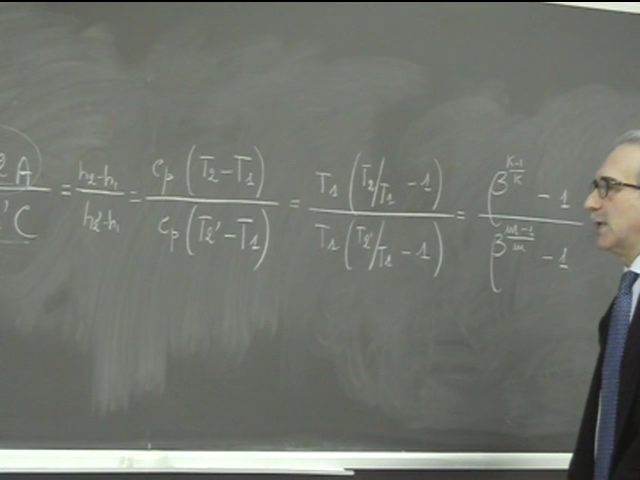 2A/'C = h₂-h₁/h₂'-h₁ = cp(T₂-T₁)/cp(T₂'-T₁) = T₁(T₂/T₁ -1)/T₁(T₂'/T₁ -1) = β^((K-1)/K) -1/β^((m-1)/m) -1